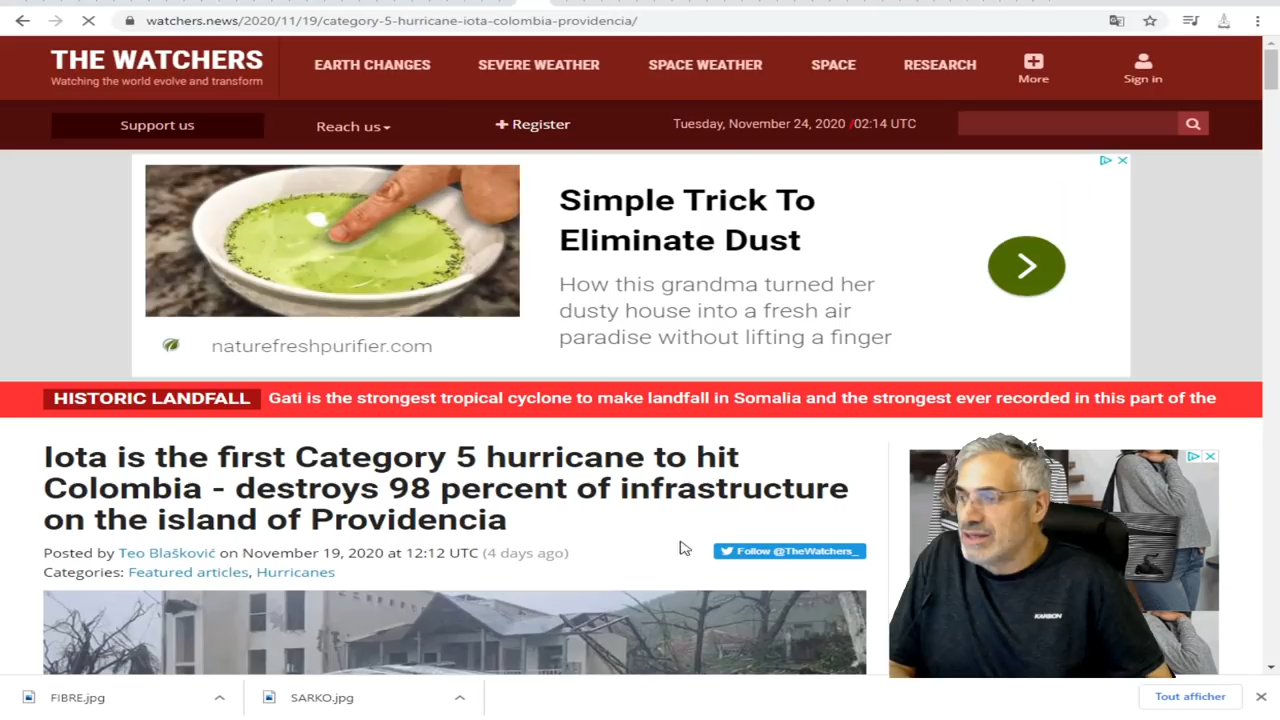 watchers.news/2020/11/19/category-5-hurricane-iota-colombia-providencia/
THE WATCHERS
Watching the world evolve and transform
EARTH CHANGES
SEVERE WEATHER
SPACE WEATHER
SPACE
RESEARCH
More
Sign in
Support us
Reach us
Register
Tuesday, November 24, 2020 /02:14 UTC
Simple Trick To
Eliminate Dust
How this grandma turned her
dusty house into a fresh air
paradise without lifting a finger
naturefreshpurifier.com
HISTORIC LANDFALL Gati is the strongest tropical cyclone to make landfall in Somalia and the strongest ever recorded in this part of the
Iota is the first Category 5 hurricane to hit
Colombia - destroys 98 percent of infrastructure
on the island of Providencia
Posted by Teo Blašković on November 19, 2020 at 12:12 UTC (4 days ago)
Follow @TheWatchers_
Categories: Featured articles, Hurricanes
KARBON
FIBRE.jpg
SARKO.jpg
Tout afficher